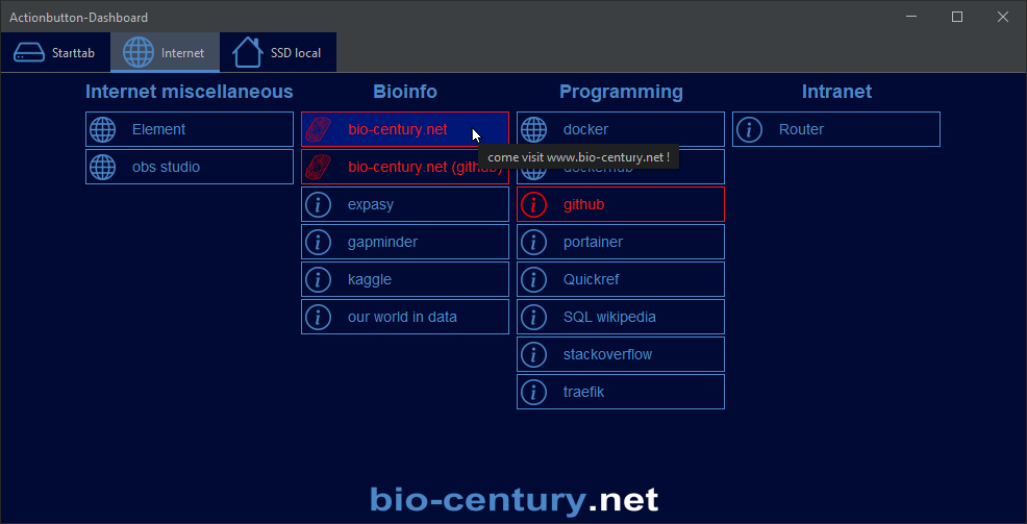 Actionbutton-Dashboard
Starttab
Internet
SSD local
Internet miscellaneous
Element
obs studio
Bioinfo
bio-century.net
bio-century.net (github)
expasy
gapminder
kaggle
our world in data
Programming
docker
come visit www.bio-century.net !
dockerhub
github
portainer
Quickref
SQL wikipedia
stackoverflow
traefik
Intranet
Router
bio-century.net